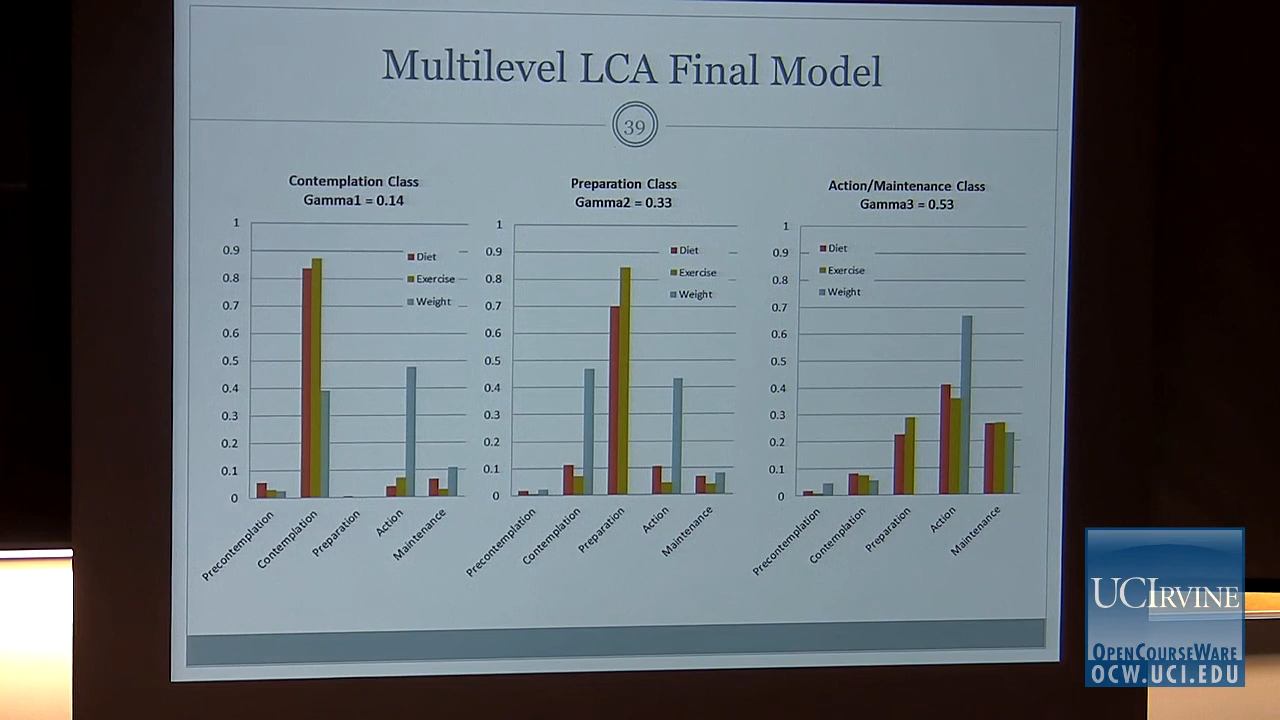 Multilevel LCA Final Model
39
Contemplation Class
Gamma1 = 0.14
1
0.9
0.8
0.7
0.6
0.5
0.4
0.3
0.2
0.1
0
Diet
Exercise
Weight
Precontemplation
Contemplation
Preparation
Action
Maintenance
Preparation Class
Gamma2 = 0.33
1
0.9
0.8
0.7
0.6
0.5
0.4
0.3
0.2
0.1
0
Diet
Exercise
Weight
Precontemplation
Contemplation
Preparation
Action
Maintenance
Action/Maintenance Class
Gamma3 = 0.53
1
0.9
0.8
0.7
0.6
0.5
0.4
0.3
0.2
0.1
0
Diet
Exercise
Weight
Precontemplation
Contemplation
Preparation
Action
Maintenance
UCIRVINE
OPENCOURSEWARE
OCW.UCI.EDU